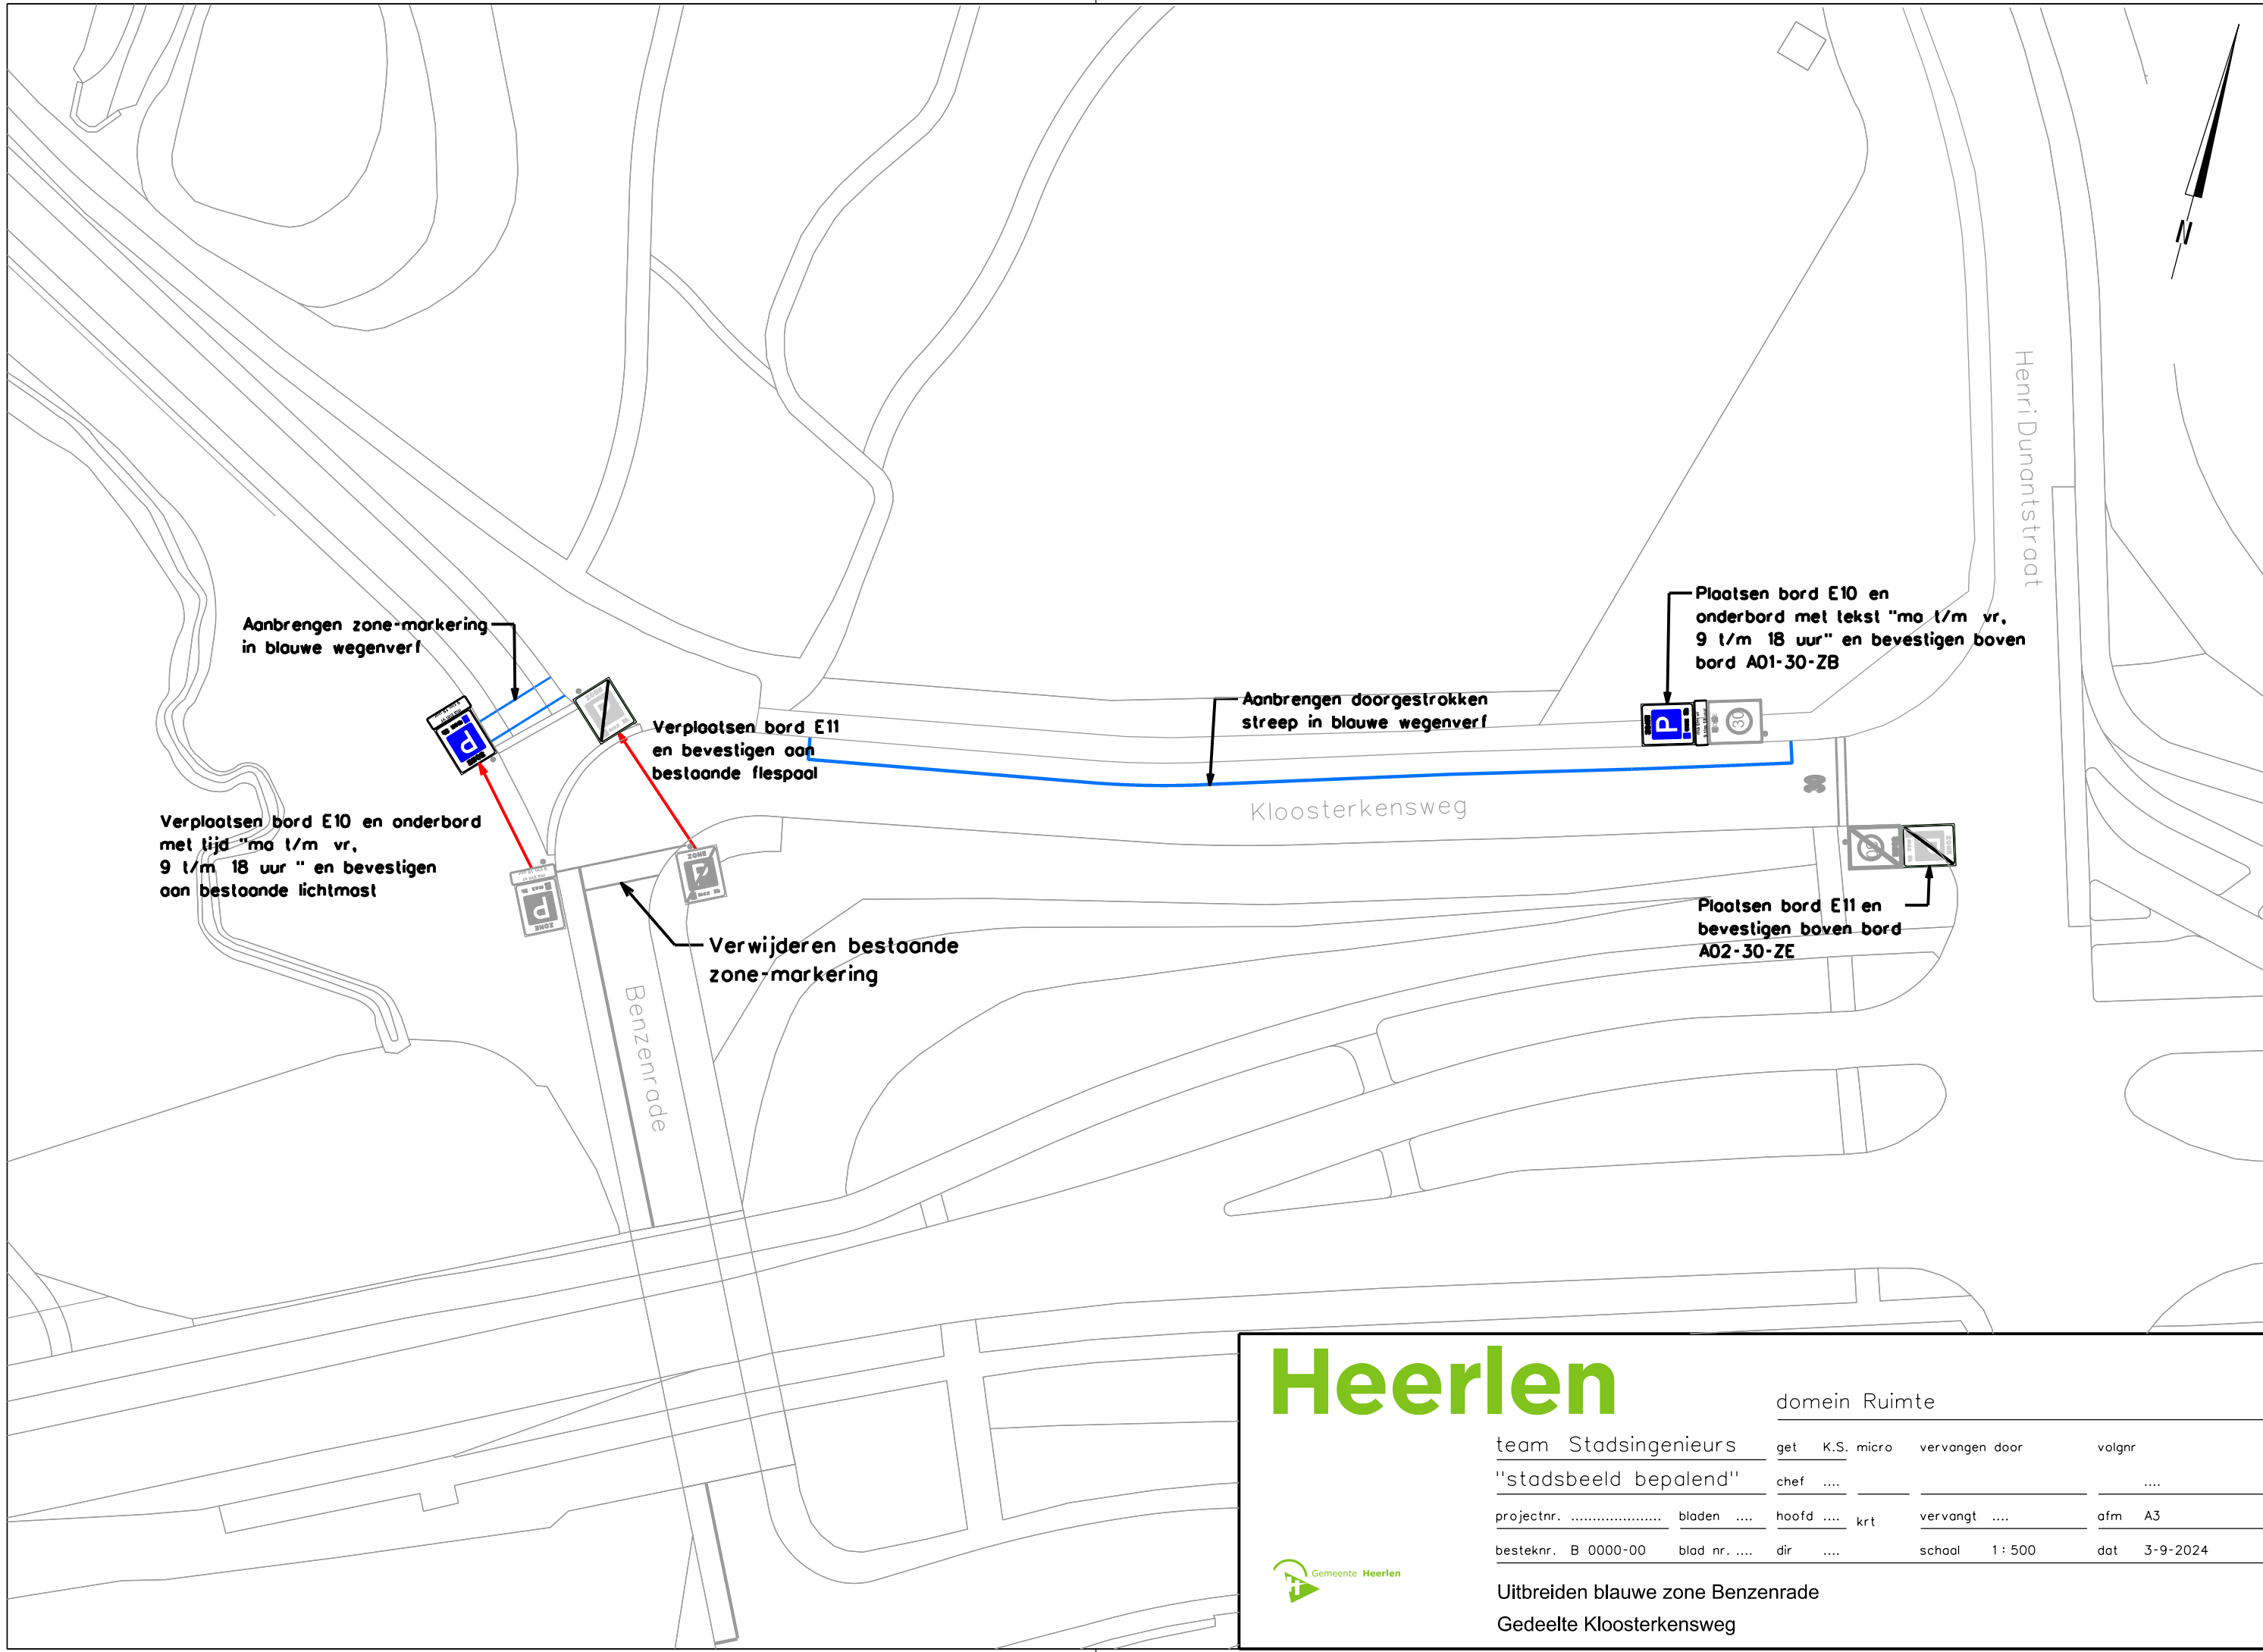 Henri Dunantstraat
Plaatsen bord E10 en
onderbord met tekst "ma t/m vr,
9 t/m 18 uur" en bevestigen boven
bord A01-30-ZB
Aanbrengen zone-markering
in blauwe wegenverf
Aanbrengen doorgestrokken
streep in blauwe wegenverf
Verplaatsen bord E11
en bevestigen aan
bestaande flespaal
Kloosterkensweg
Verplaatsen bord E10 en onderbord
met tijd "ma t/m vr,
9 t/m 18 uur " en bevestigen
aan bestaande lichtmast
Plaatsen bord E11 en
bevestigen boven bord
A02-30-ZE
Verwijderen bestaande
zone-markering
Benzenrade
P
ZONE
P
30
P
ZONE
ZONE
30
N
Heerlen
domein Ruimte
team Stadsingenieurs
get K.S. micro vervangen door volgnr
"stadsbeeld bepalend"
chef .... ....
projectnr. ..................... bladen .... hoofd .... krt vervangt .... afm A3
besteknr. B 0000-00 blad nr. .... dir .... schaal 1:500 dat 3-9-2024
Gemeente Heerlen
Uitbreiden blauwe zone Benzenrade
Gedeelte Kloosterkensweg